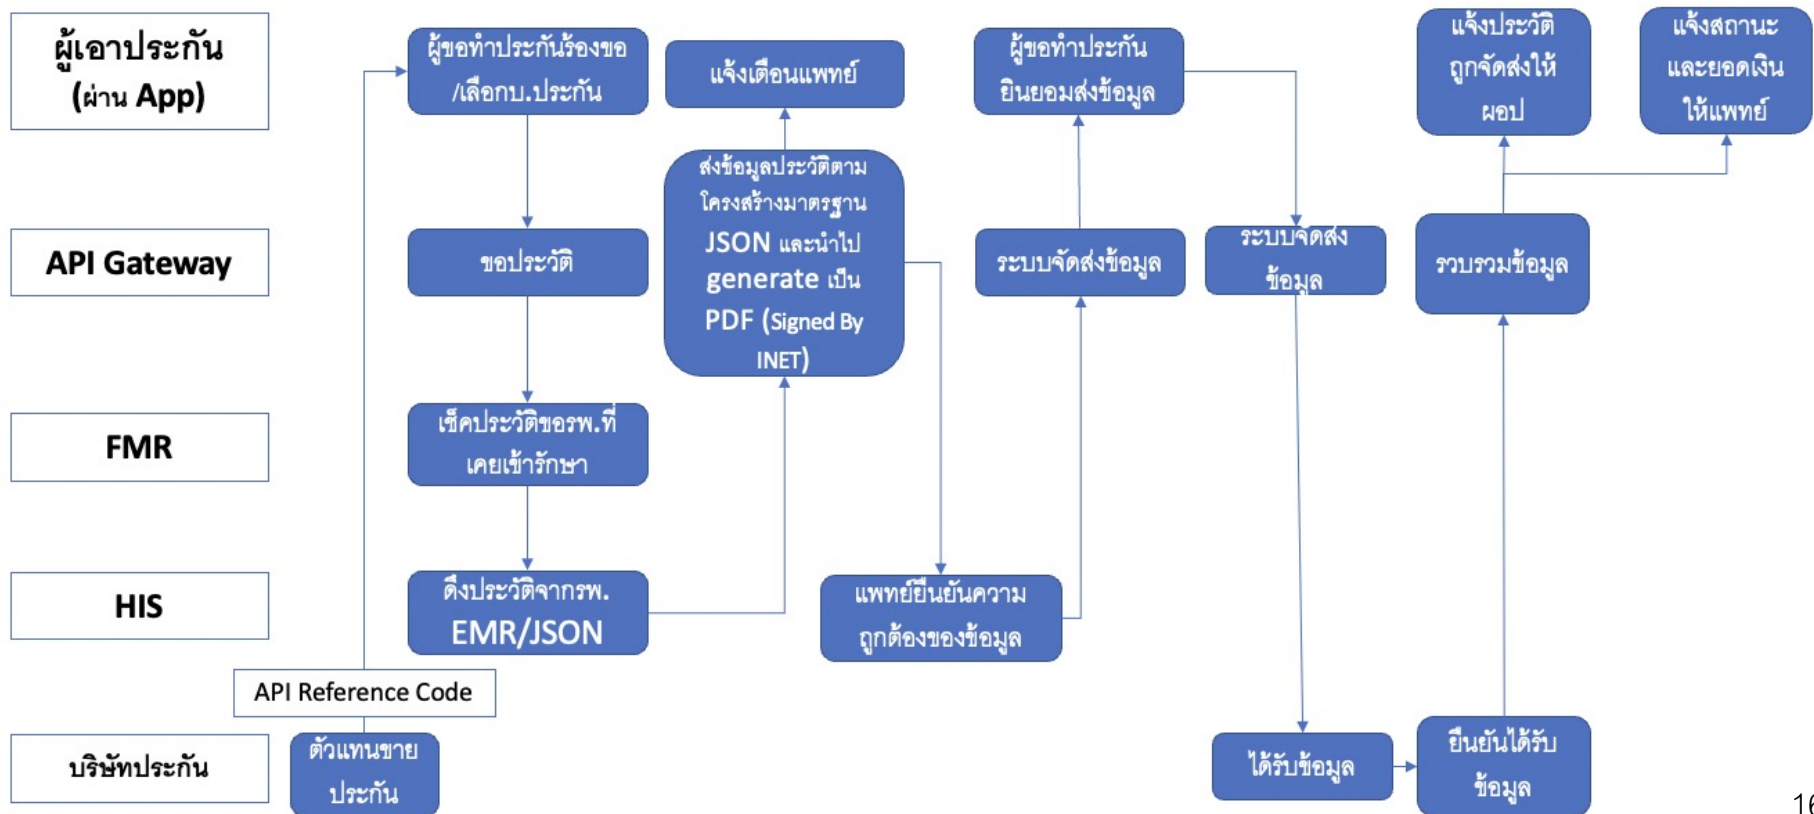 ผู้เอาประกัน
(ผ่าน App)
ผู้ขอทำประกันร้องขอ
/เลือกบ.ประกัน
แจ้งเตือนแพทย์
ผู้ขอทำประกัน
ยินยอมส่งข้อมูล
แจ้งประวัติ
ถูกจัดส่งให้
ผอป
แจ้งสถานะ
และยอดเงิน
ให้แพทย์
ส่งข้อมูลประวัติตาม
โครงสร้างมาตรฐาน
JSON และนำไป
generate เป็น
PDF (Signed By
INET)
API Gateway
ขอประวัติ
ระบบจัดส่งข้อมูล
ระบบจัดส่ง
ข้อมูล
รวบรวมข้อมูล
FMR
เช็คประวัติขอรพ.ที่
เคยเข้ารักษา
HIS
ดึงประวัติจากรพ.
EMR/JSON
แพทย์ยืนยันความ
ถูกต้องของข้อมูล
API Reference Code
บริษัทประกัน
ตัวแทนขาย
ประกัน
ได้รับข้อมูล
ยืนยันได้รับ
ข้อมูล
16